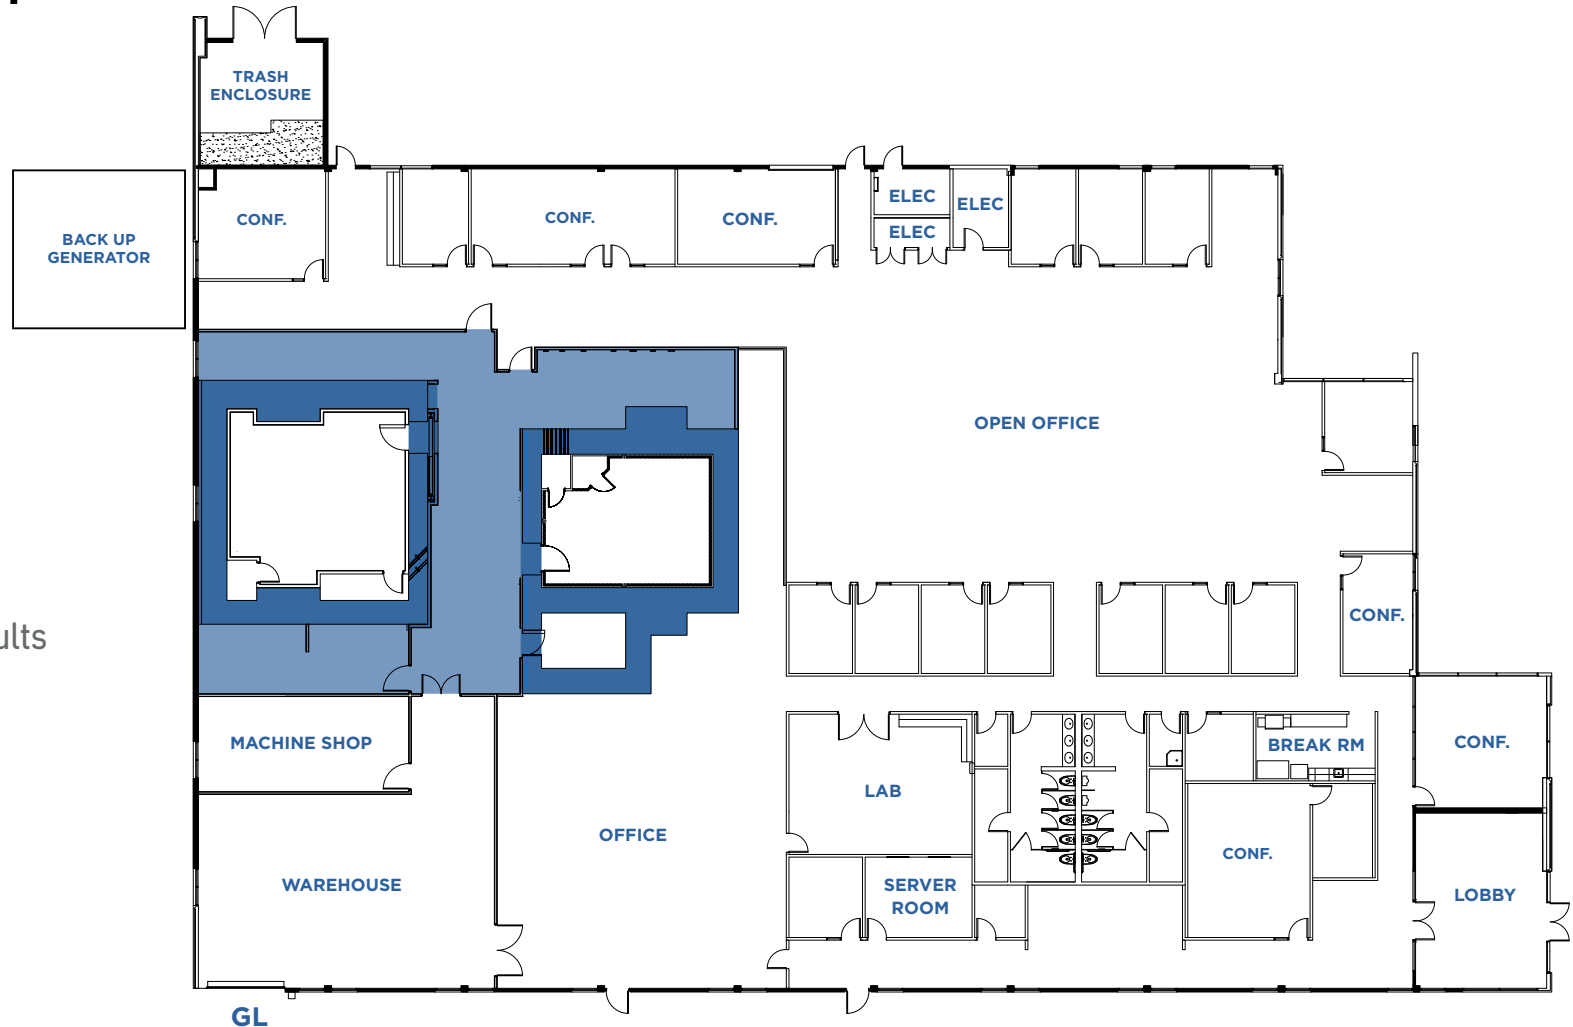 TRASH
ENCLOSURE
BACK UP
GENERATOR
CONF.
CONF.
CONF.
ELEC
ELEC
ELEC
OPEN OFFICE
CONF.
ults
MACHINE SHOP
LAB
BREAK RM
CONF.
OFFICE
CONF.
WAREHOUSE
SERVER
ROOM
LOBBY
GL